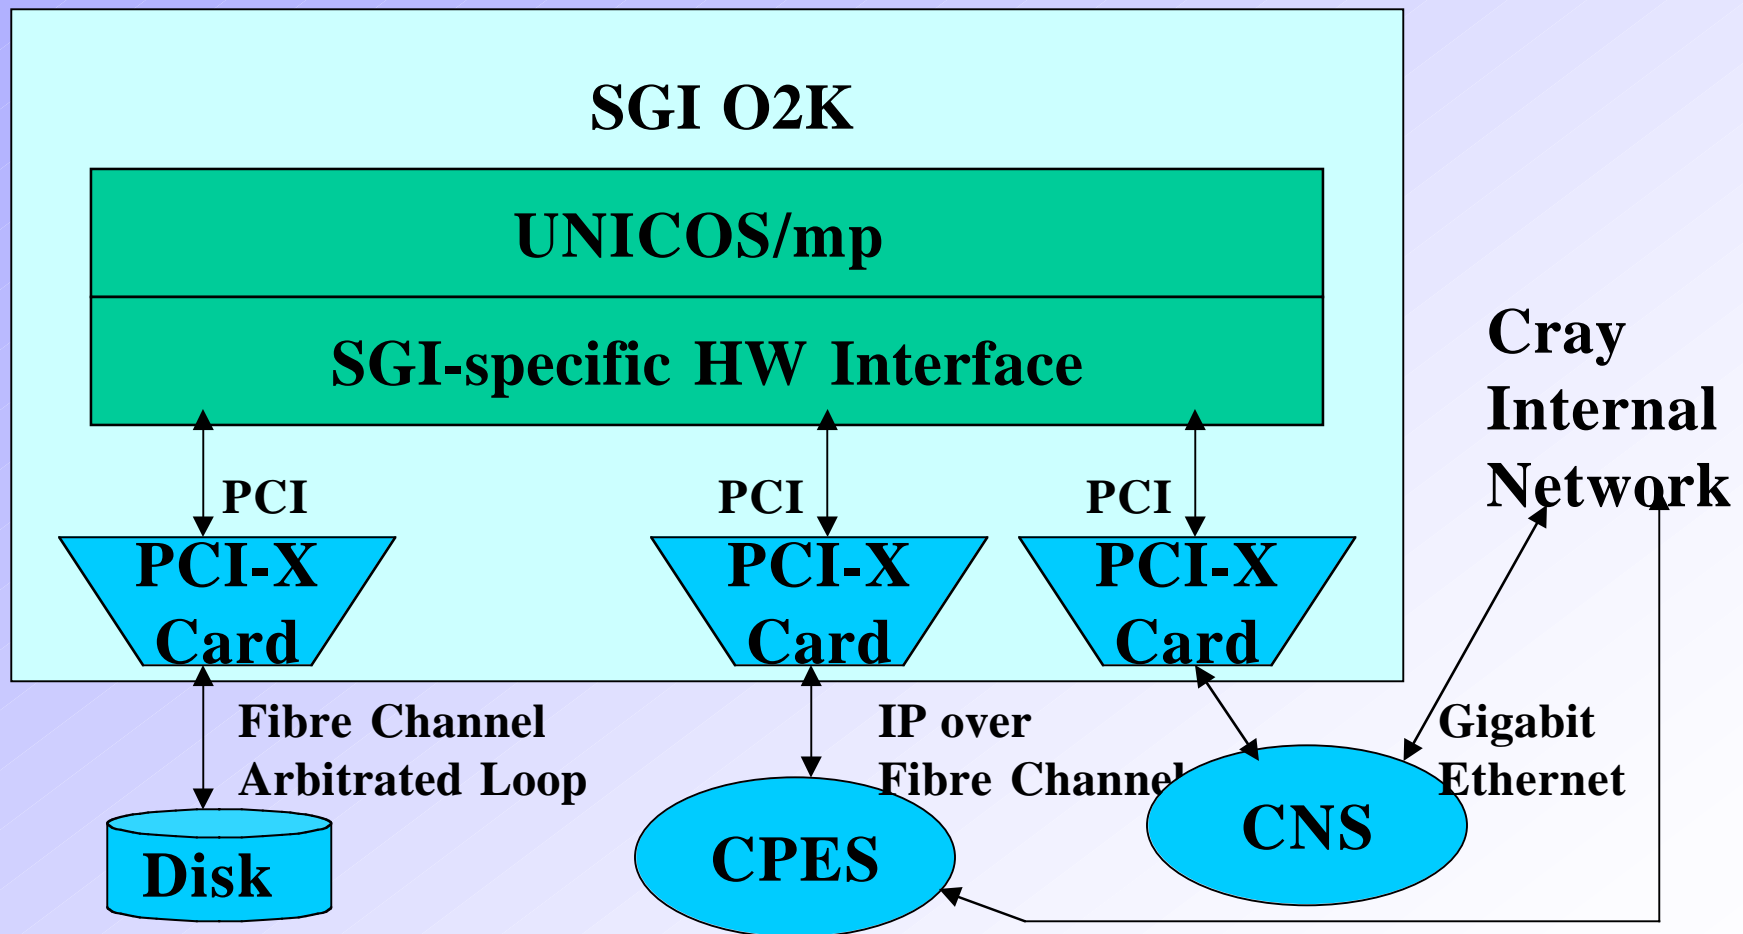 SGI O2K
UNICOS/mp
SGI-specific HW Interface
Cray
Internal
Network
PCI
PCI
PCI
PCI-X
Card
PCI-X
Card
PCI-X
Card
Fibre Channel
Arbitrated Loop
IP over
Fibre Channel
Gigabit
Ethernet
Disk
CPES
CNS